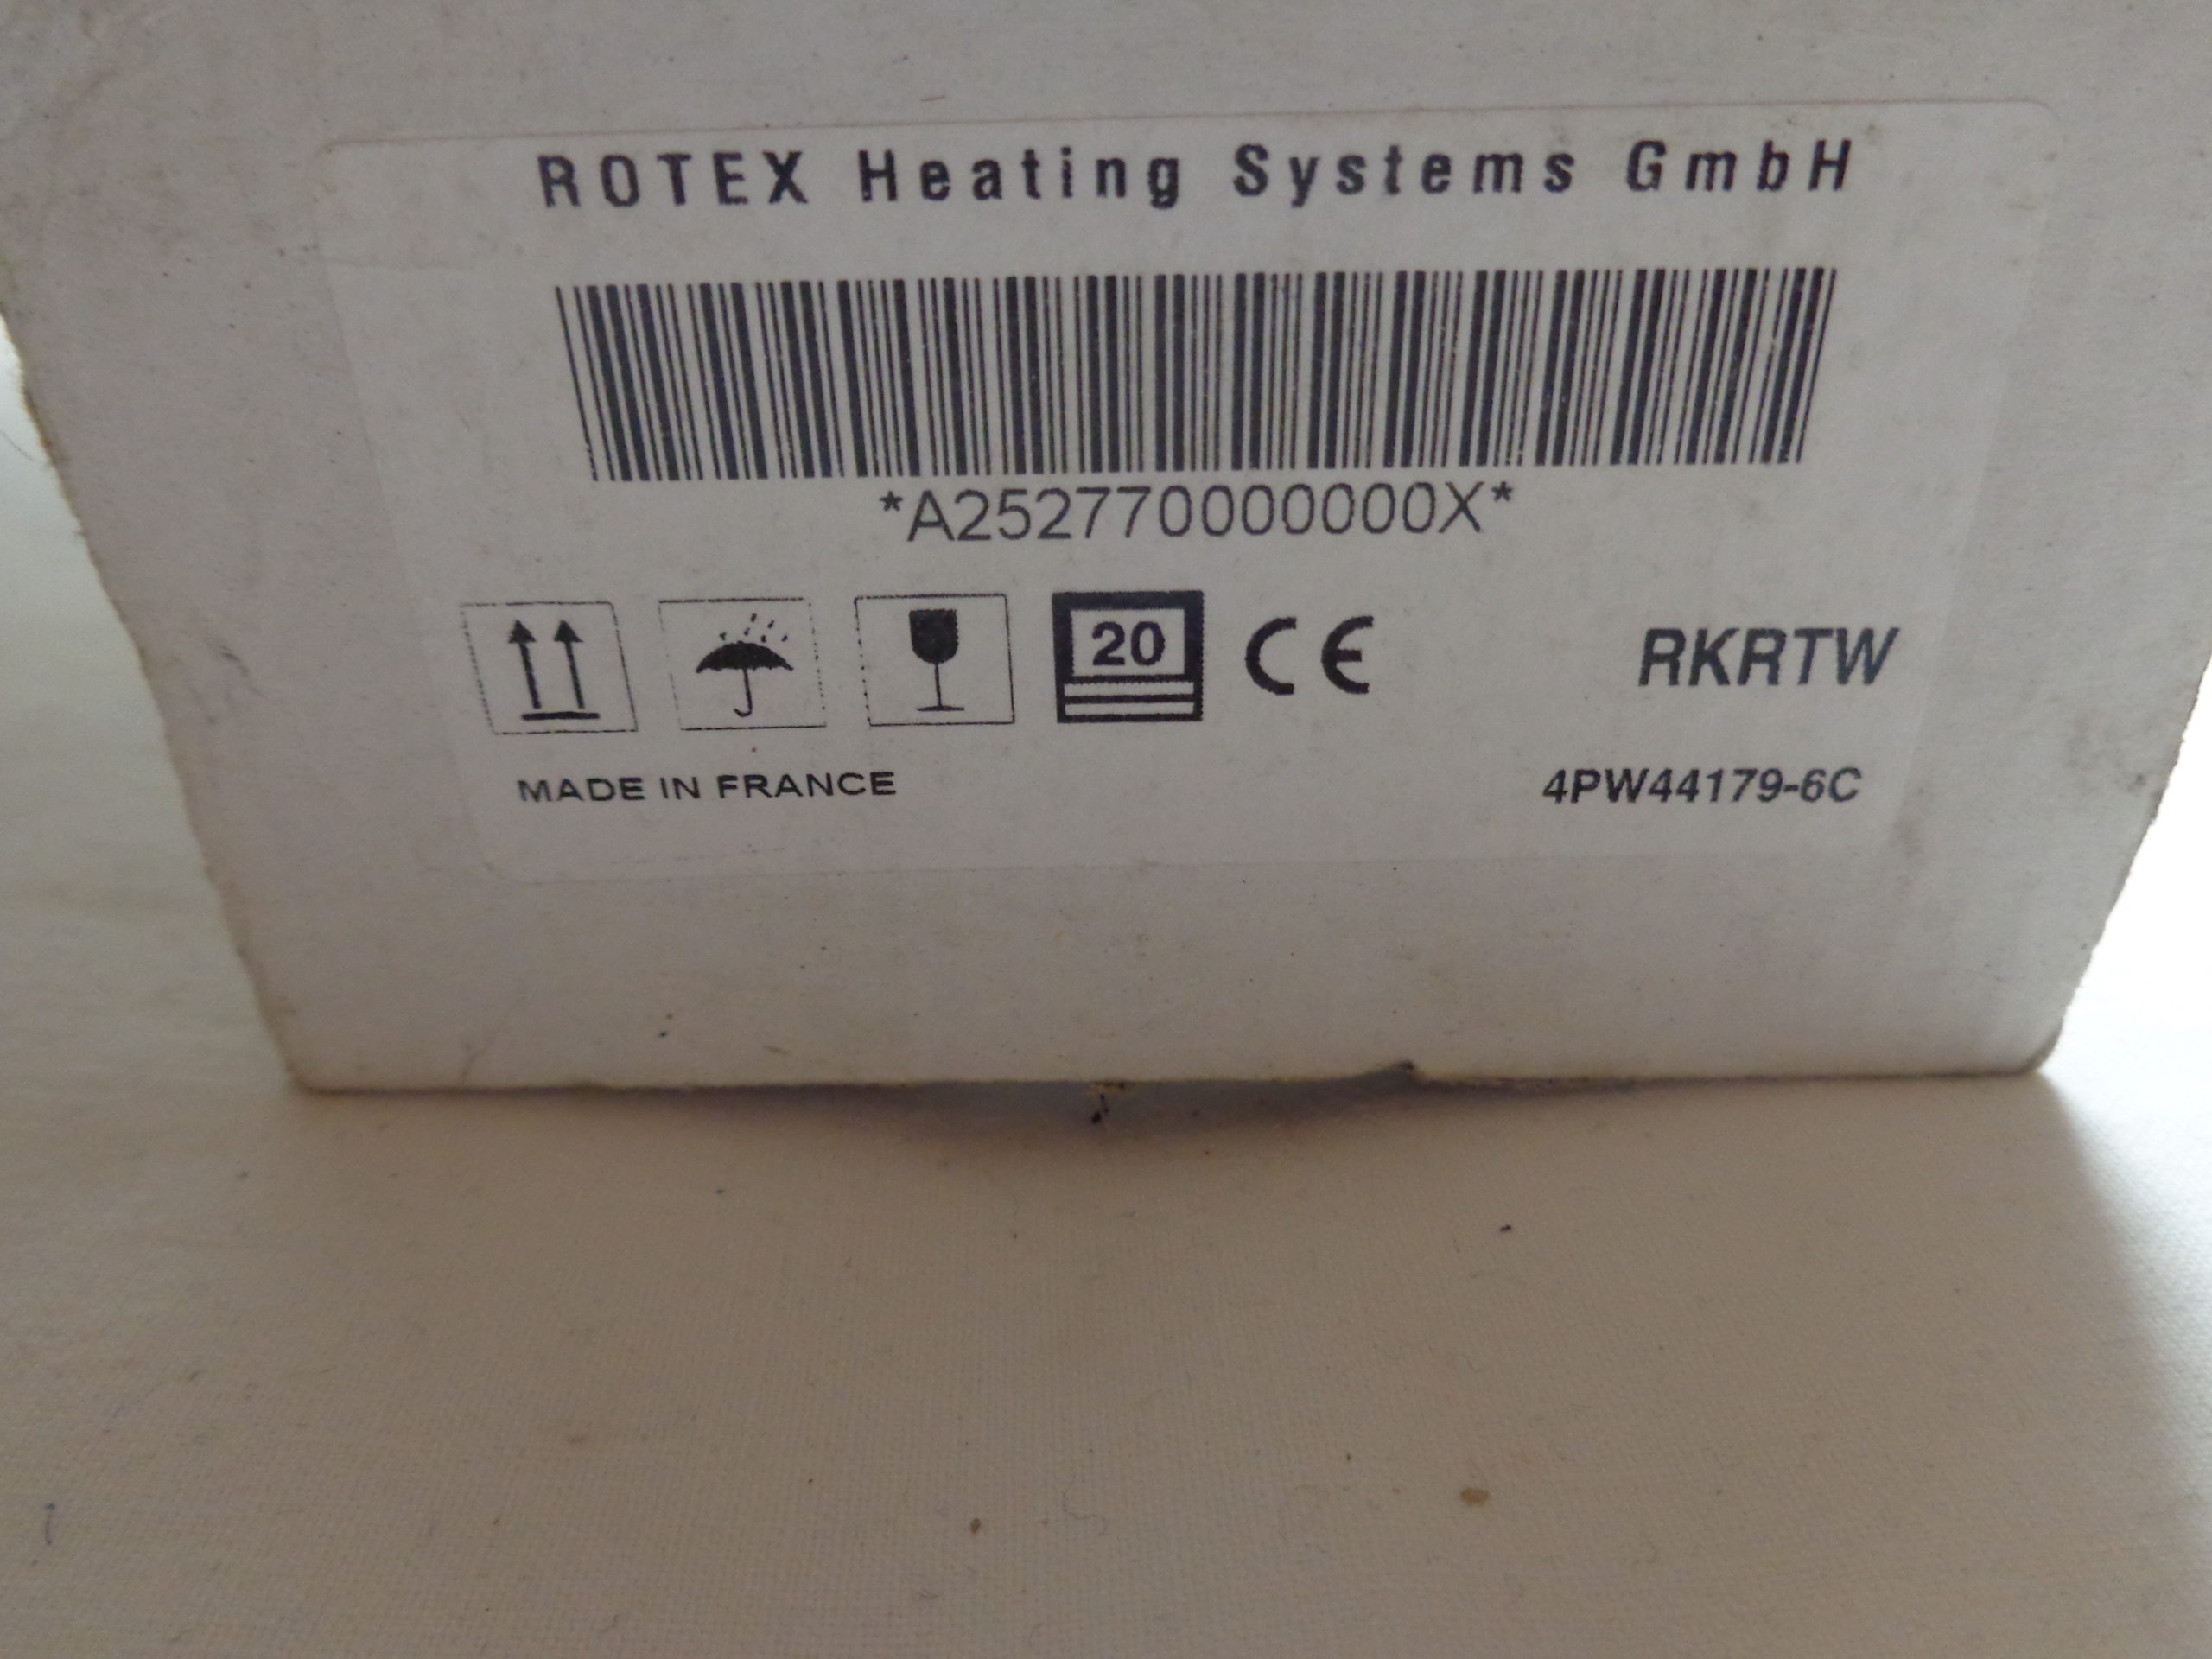 ROTEX Heating Systems GmbH
*A252770000000X*
20 CE RKRTW
MADE IN FRANCE 4PW44179-6C